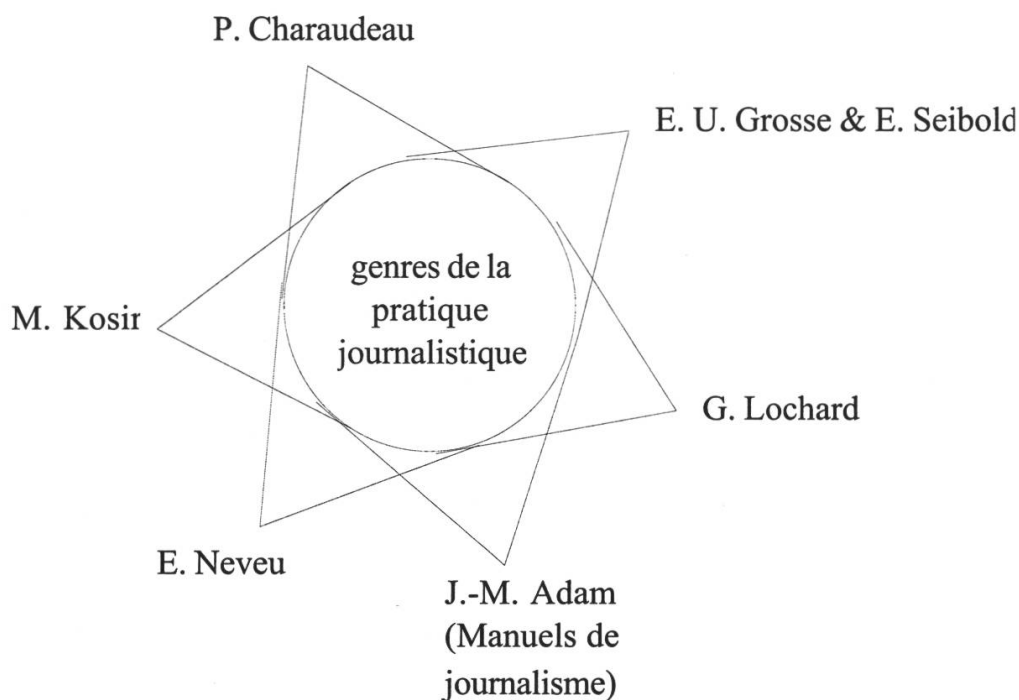 P. Charaudeau
E. U. Grosse & E. Seibold
genres de la
pratique
journalistique
M. Kosir
G. Lochard
E. Neveu
J.-M. Adam
(Manuels de
journalisme)